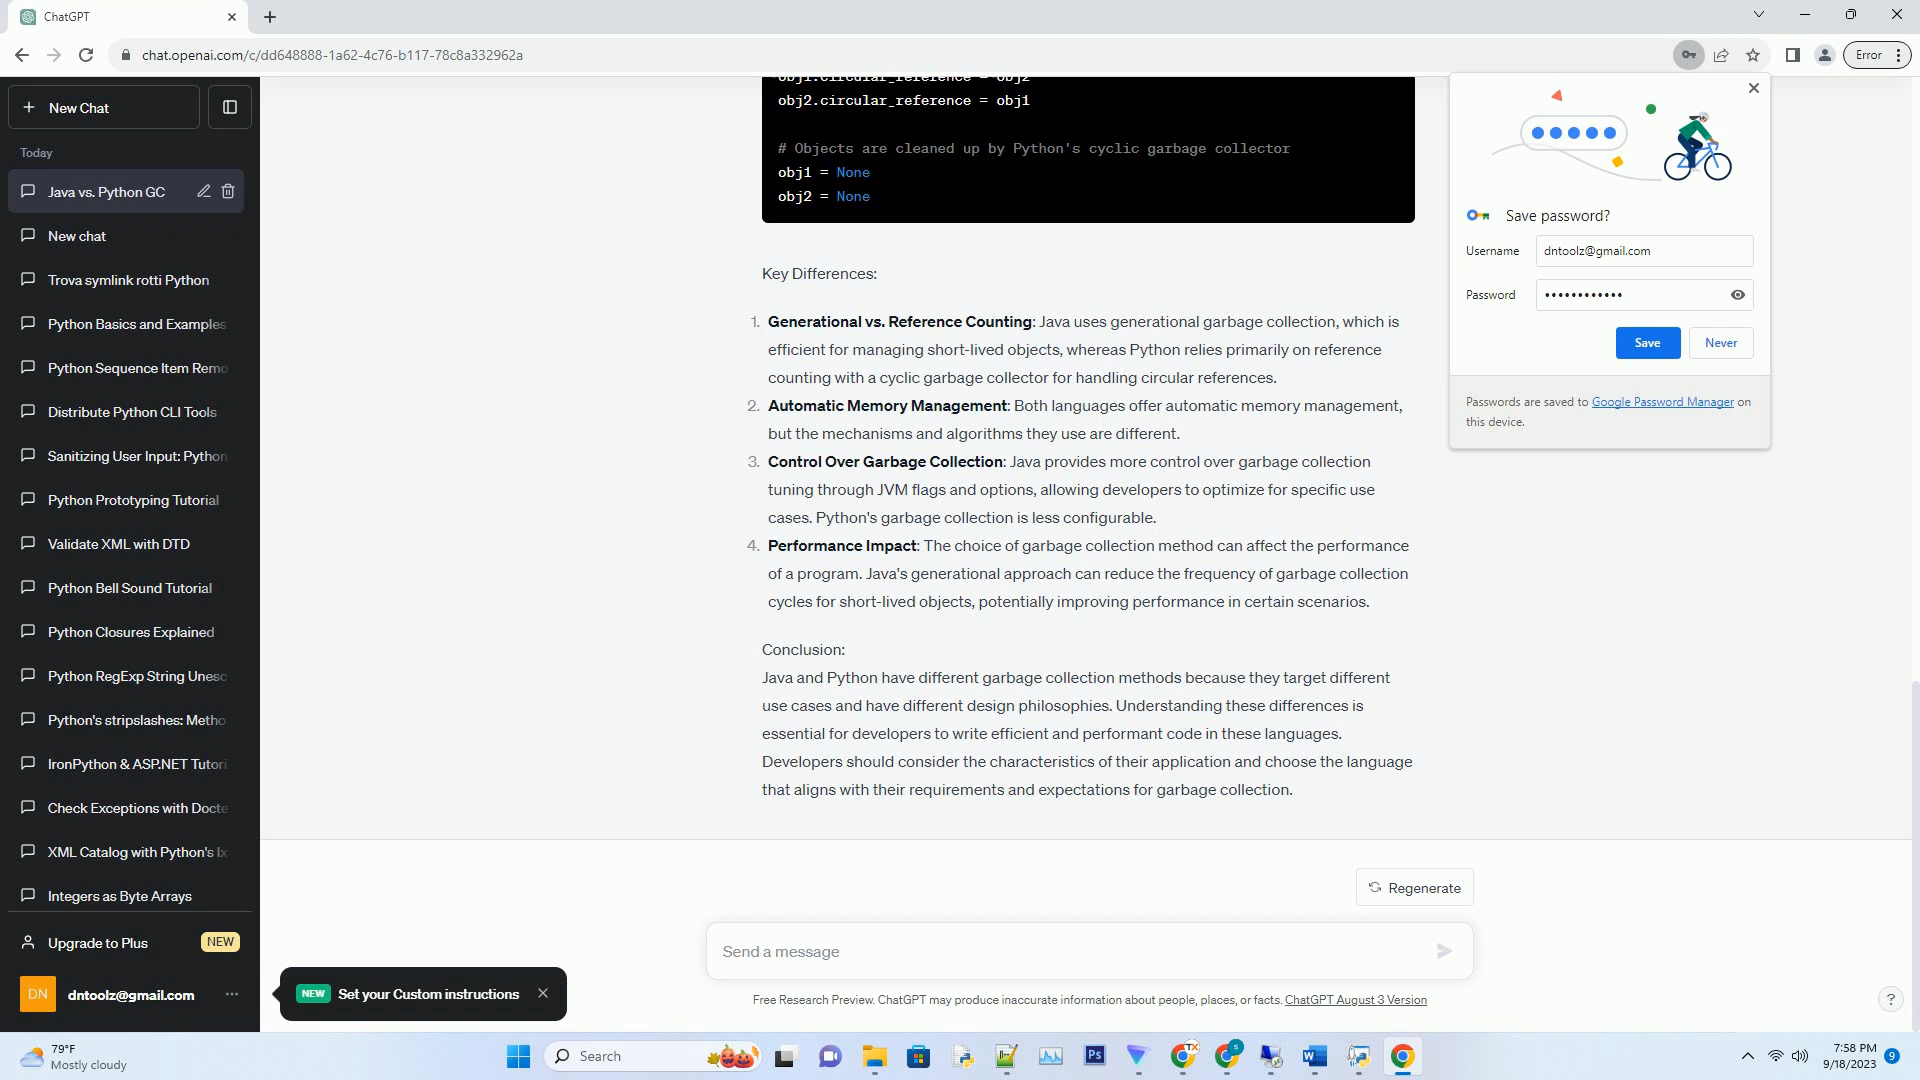 ChatGPT
chat.openai.com/c/dd648888-1a62-4c76-b117-78c8a332962a
Error
New Chat
Today
Java vs. Python GC
New chat
Trova symlink rotti Python
Python Basics and Examples
Python Sequence Item Remo
Distribute Python CLI Tools
Sanitizing User Input: Python
Python Prototyping Tutorial
Validate XML with DTD
Python Bell Sound Tutorial
Python Closures Explained
Python RegExp String Unesc
Python's stripslashes: Metho
IronPython & ASP.NET Tutori
Check Exceptions with Docte
XML Catalog with Python's lx
Integers as Byte Arrays
Upgrade to Plus
NEW
DN
dntoolz@gmail.com
obj1.circular_reference = obj2
obj2.circular_reference = obj1
# Objects are cleaned up by Python's cyclic garbage collector
obj1 = None
obj2 = None
Key Differences:
1. Generational vs. Reference Counting: Java uses generational garbage collection, which is
efficient for managing short-lived objects, whereas Python relies primarily on reference
counting with a cyclic garbage collector for handling circular references.
2. Automatic Memory Management: Both languages offer automatic memory management,
but the mechanisms and algorithms they use are different.
3. Control Over Garbage Collection: Java provides more control over garbage collection
tuning through JVM flags and options, allowing developers to optimize for specific use
cases. Python's garbage collection is less configurable.
4. Performance Impact: The choice of garbage collection method can affect the performance
of a program. Java's generational approach can reduce the frequency of garbage collection
cycles for short-lived objects, potentially improving performance in certain scenarios.
Conclusion:
Java and Python have different garbage collection methods because they target different
use cases and have different design philosophies. Understanding these differences is
essential for developers to write efficient and performant code in these languages.
Developers should consider the characteristics of their application and choose the language
that aligns with their requirements and expectations for garbage collection.
Regenerate
Send a message
NEW Set your Custom instructions
Free Research Preview. ChatGPT may produce inaccurate information about people, places, or facts. ChatGPT August 3 Version
?
Save password?
Username
dntoolz@gmail.com
Password
••••••••••••
Save
Never
Passwords are saved to Google Password Manager on
this device.
79°F
Mostly cloudy
Search
Ps
7:58 PM
9/18/2023
9